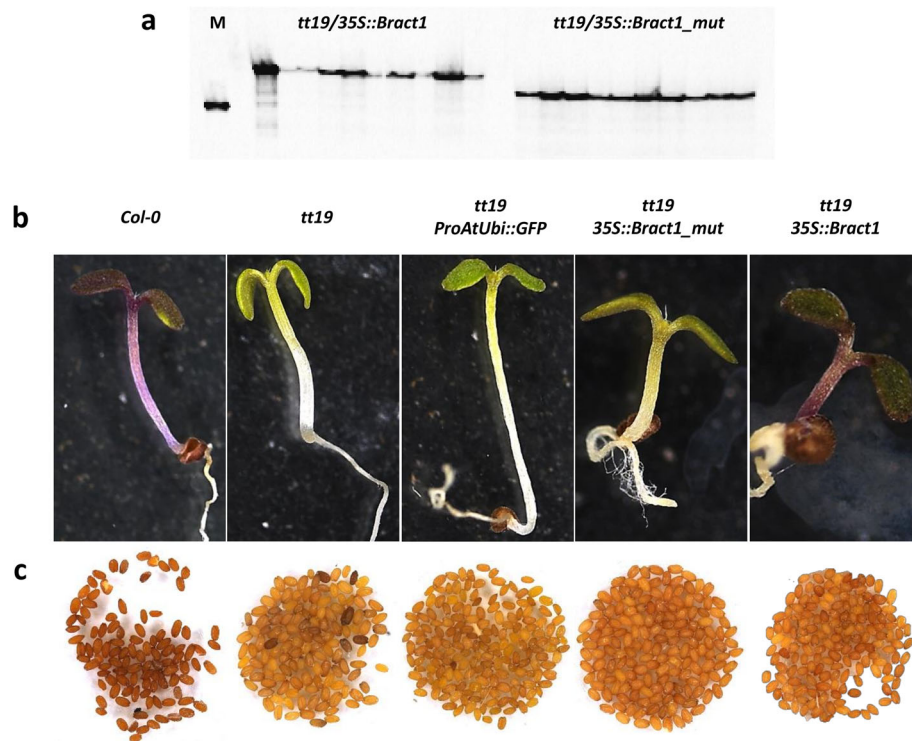 a
M
tt19/35S::Bract1
tt19/35S::Bract1_mut
b
Col-0
tt19
tt19
ProAtUbi::GFP
tt19
35S::Bract1_mut
tt19
35S::Bract1
c